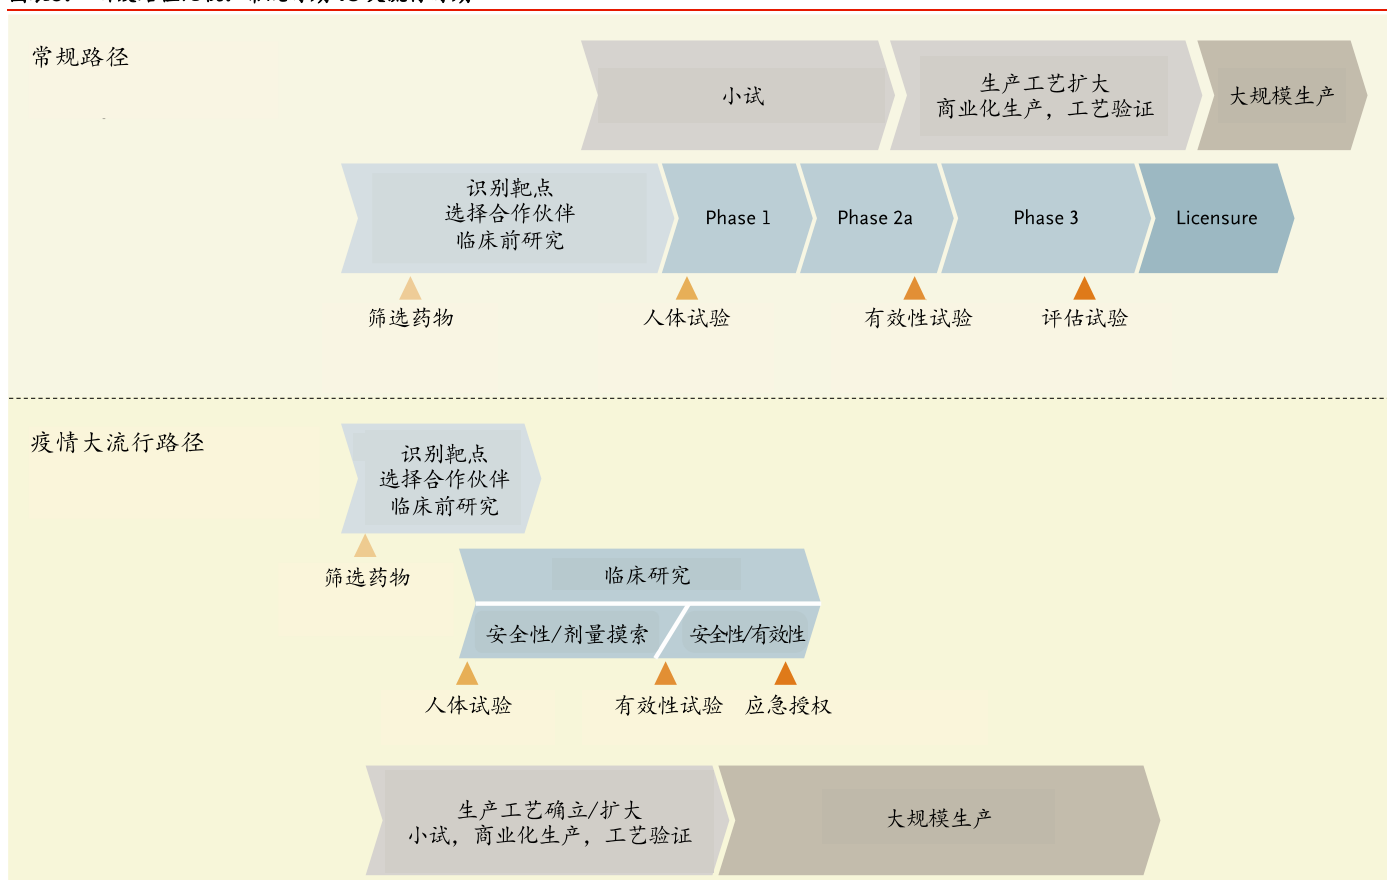 常规路径
小试
生产工艺扩大
商业化生产，工艺验证
大规模生产
识别靶点
选择合作伙伴
临床前研究
Phase 1
Phase 2a
Phase 3
Licensure
筛选药物
人体试验
有效性试验
评估试验
疫情大流行路径
识别靶点
选择合作伙伴
临床前研究
筛选药物
临床研究
安全性/剂量摸索
安全性/有效性
人体试验
有效性试验
应急授权
生产工艺确立/扩大
小试，商业化生产，工艺验证
大规模生产